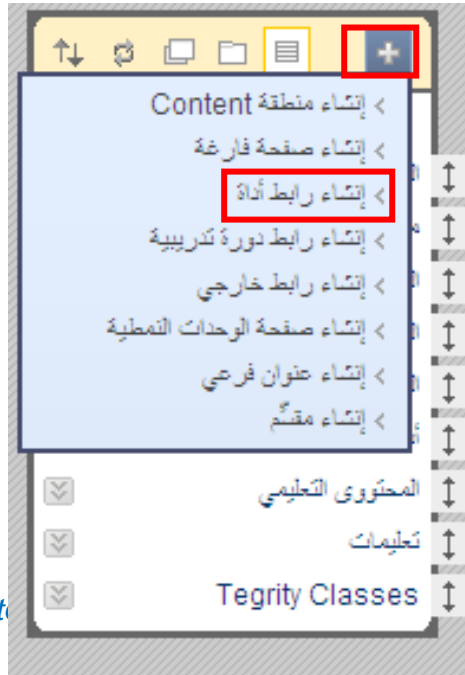 > إنشاء منطقة Content
> إنشاء صفحة فارغة
> إنشاء رابط أداة
> إنشاء رابط دورة تدريبية
> إنشاء رابط خارجي
> إنشاء صفحة الوحدات النمطية
> إنشاء عنوان فرعي
> إنشاء مقسِّم
المحتووى التعليمي
تعليمات
Tegrity Classes